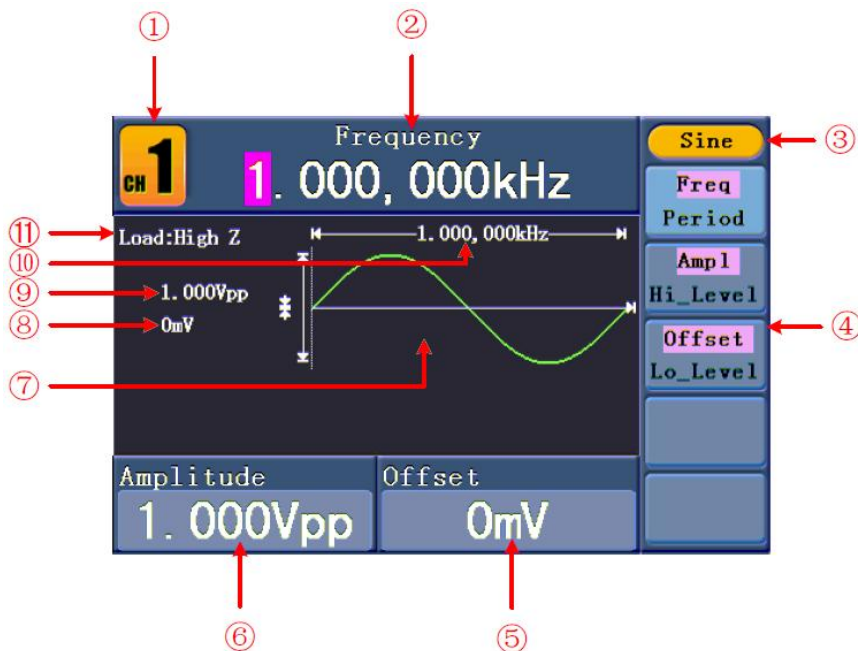 ① ②
Frequency
CH 1
1. 000, 000kHz
Sine ③
Freq
Period
⑪ Load:High Z
1. 000, 000kHz
⑩
Ampl
Hi_Level
⑨ 1. 000Vpp
⑧ 0mV
④
Offset
Lo_Level
⑦
Amplitude
1. 000Vpp
Offset
0mV
⑥ ⑤